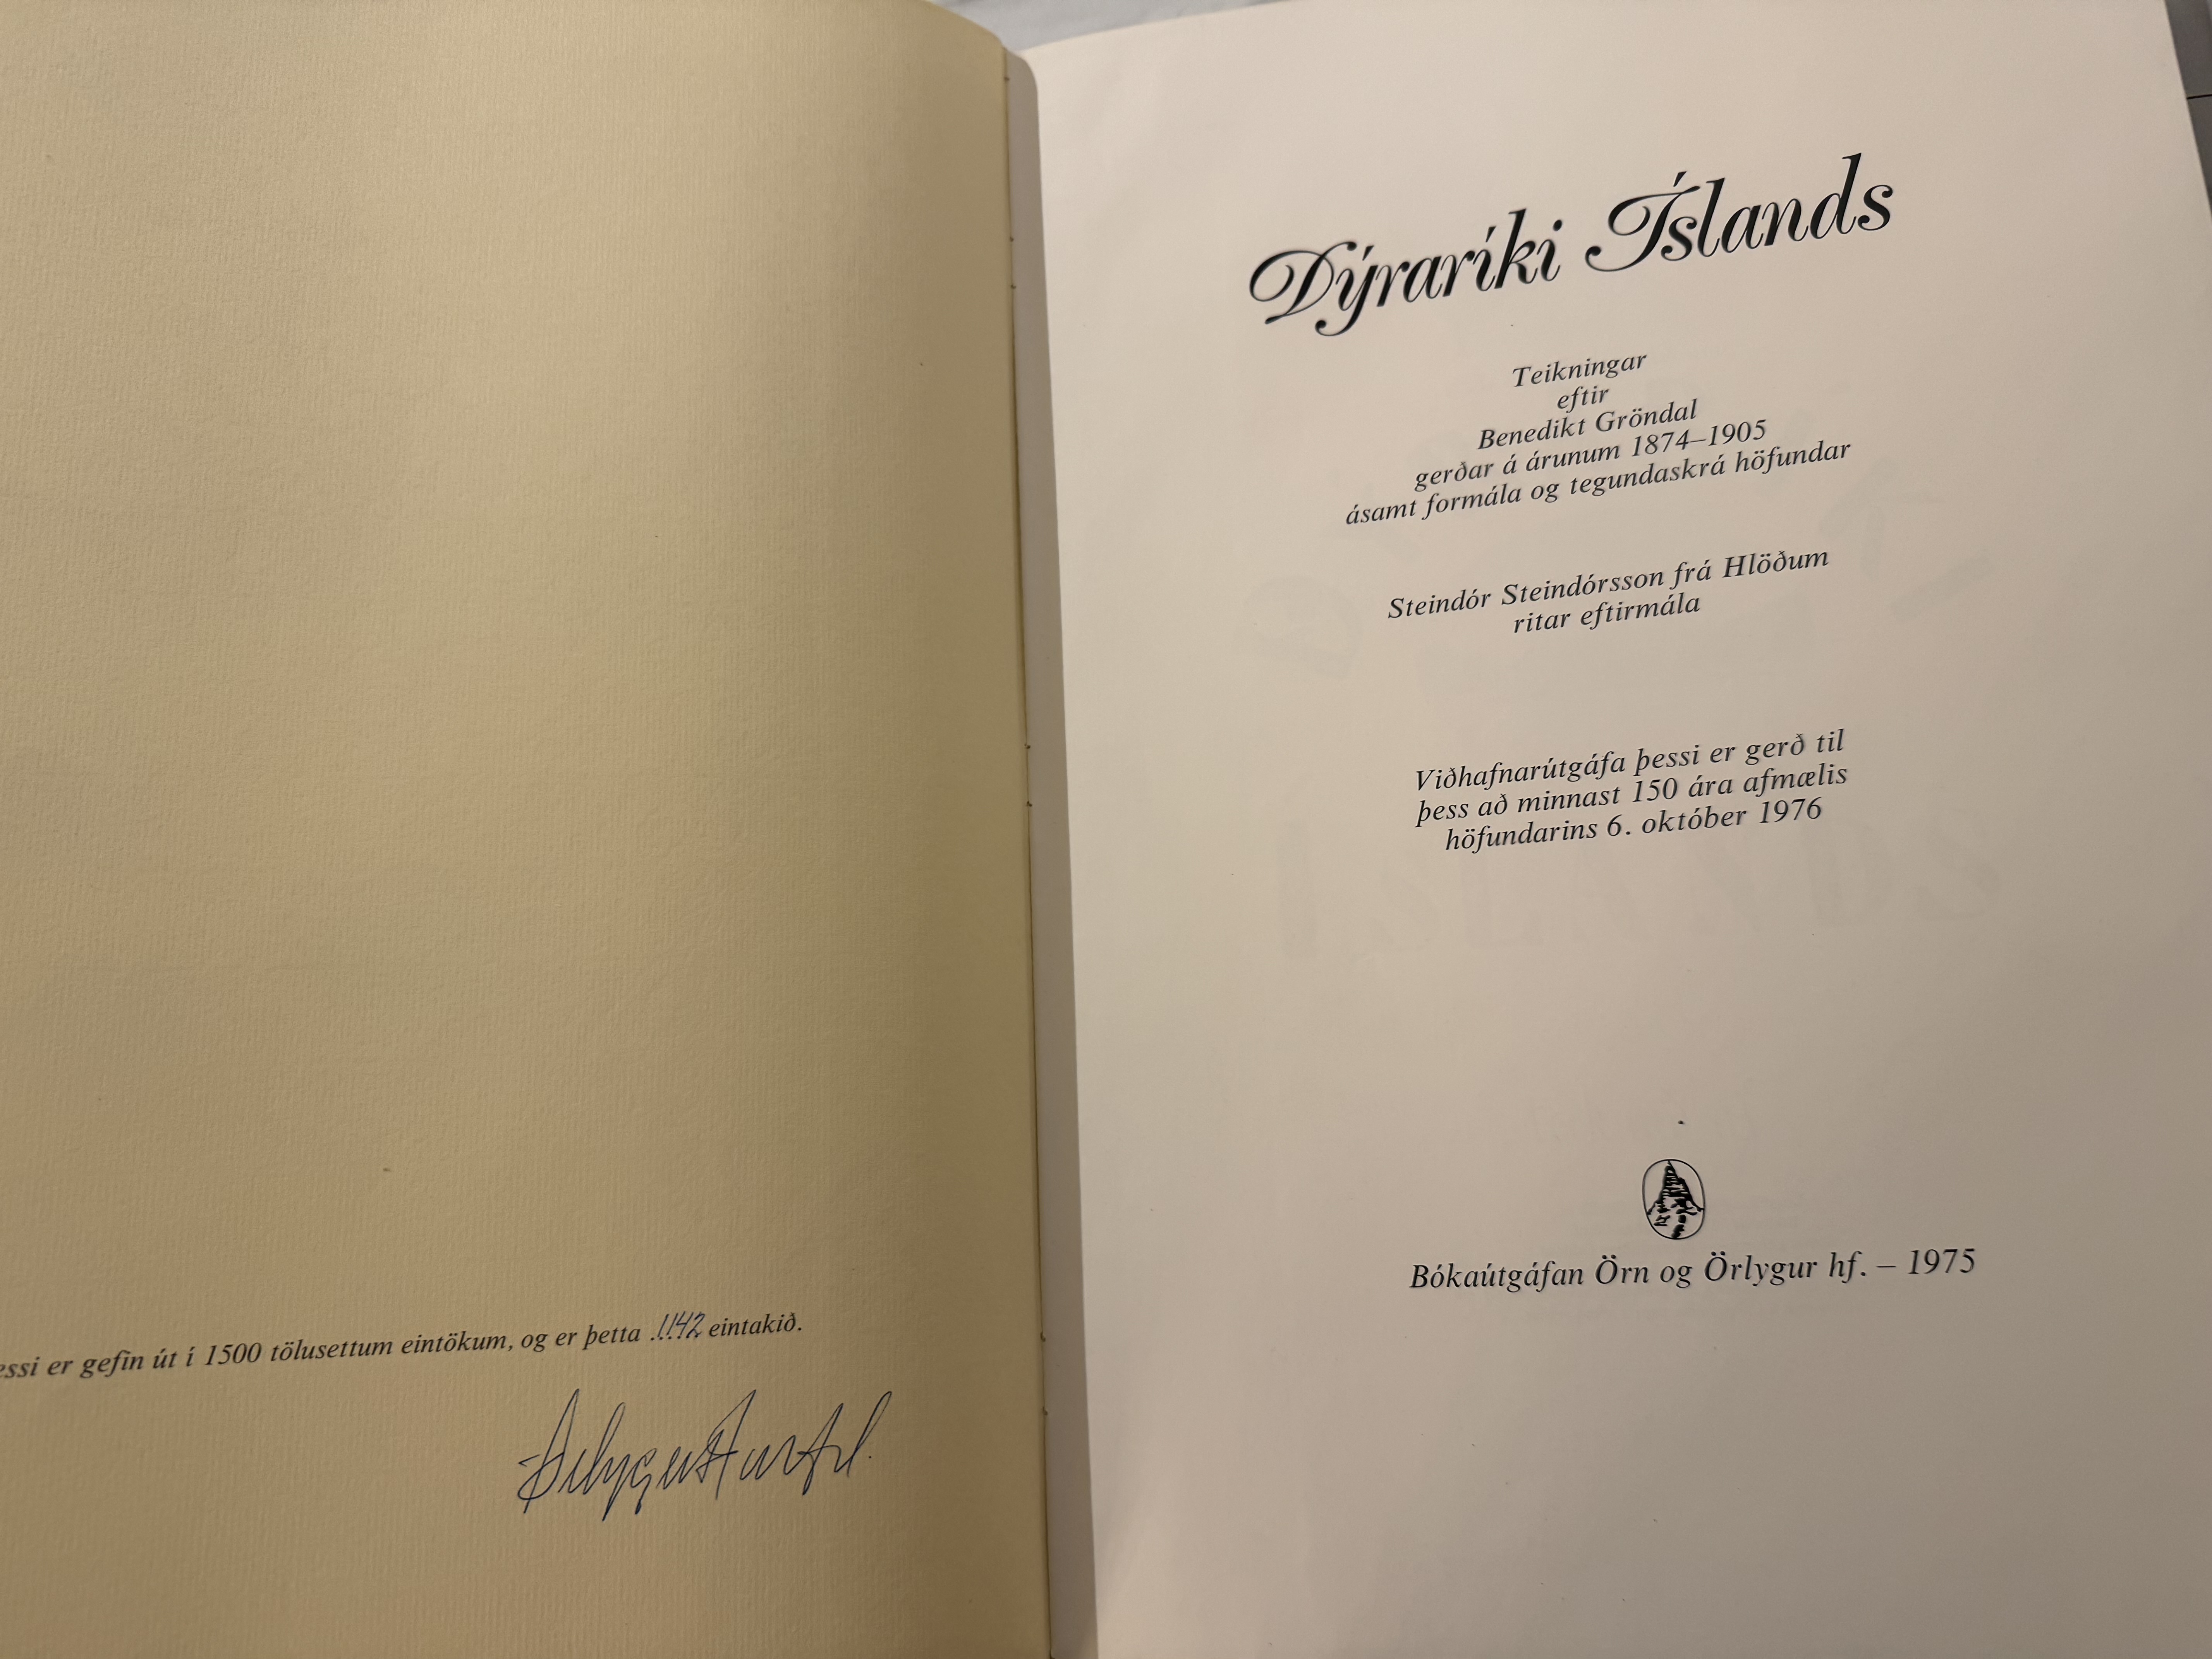 er gefin út í 1500 tölusettum eintökum, og er þetta 1142 eintakið.
Dýraríki Íslands
Teikningar
eftir
Benedikt Gröndal
gerðar á árunum 1874–1905
ásamt formála og tegundaskrá höfundar
Steindór Steindórsson frá Hlöðum
ritar eftirmála
Viðhafnarútgáfa þessi er gerð til
þess að minnast 150 ára afmælis
höfundarins 6. október 1976
Bókaútgáfan Örn og Örlygur hf. – 1975